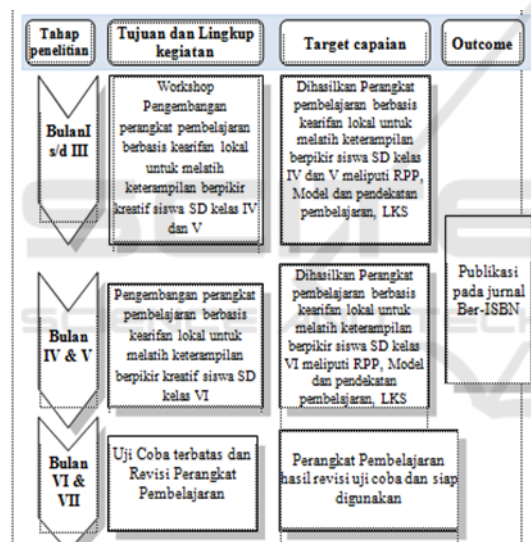 Tahap
penelitian
Tujuan dan Lingkup
kegiatan
Target capaian
Outcome
BulanI
s/d III
Workshop
Pengembangan
perangkat pembelajaran
berbasis kearifan lokal
untuk melatih
keterampilan berpikir
kreatif siswa SD kelas IV
dan V
Dihasilkan Perangkat
pembelajaran berbasis
kearifan lokal untuk
melatih keterampilan
berpikir siswa SD kelas
IV dan V meliputi RPP,
Model dan pendekatan
pembelajaran, LKS
Publikasi
pada jurnal
Ber-ISBN
Bulan
IV & V
Pengembangan perangkat
pembelajaran berbasis
kearifan lokal untuk
melatih keterampilan
berpikir kreatif siswa SD
kelas VI
Dihasilkan Perangkat
pembelajaran berbasis
kearifan lokal untuk
melatih keterampilan
berpikir siswa SD kelas
VI meliputi RPP, Model
dan pendekatan
pembelajaran, LKS
Bulan
VI &
VII
Uji Coba terbatas dan
Revisi Perangkat
Pembelajaran
Perangkat Pembelajaran
hasil revisi uji coba dan siap
digunakan